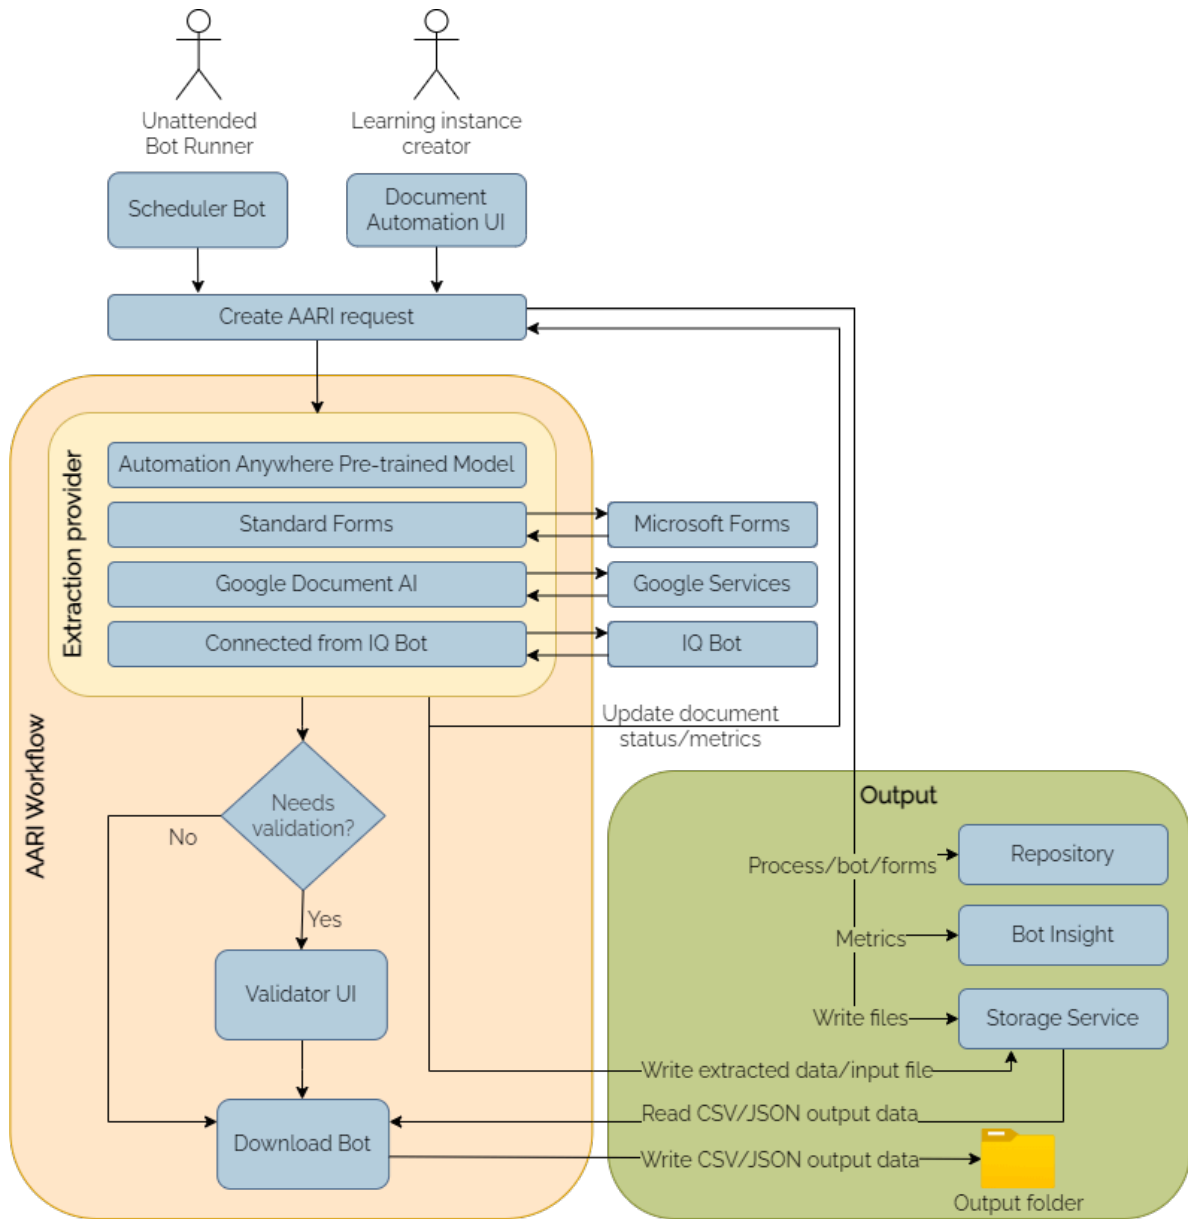 Unattended
Bot Runner
Learning instance
creator
Scheduler Bot
Document
Automation UI
Create AARI request
Extraction provider
Automation Anywhere Pre-trained Model
Standard Forms
Microsoft Forms
Google Document AI
Google Services
Connected from IQ Bot
IQ Bot
AARI Workflow
Update document
status/metrics
Needs
validation?
No
Yes
Validator UI
Download Bot
Output
Process/bot/forms
Repository
Metrics
Bot Insight
Write files
Storage Service
Write extracted data/input file
Read CSV/JSON output data
Write CSV/JSON output data
Output folder